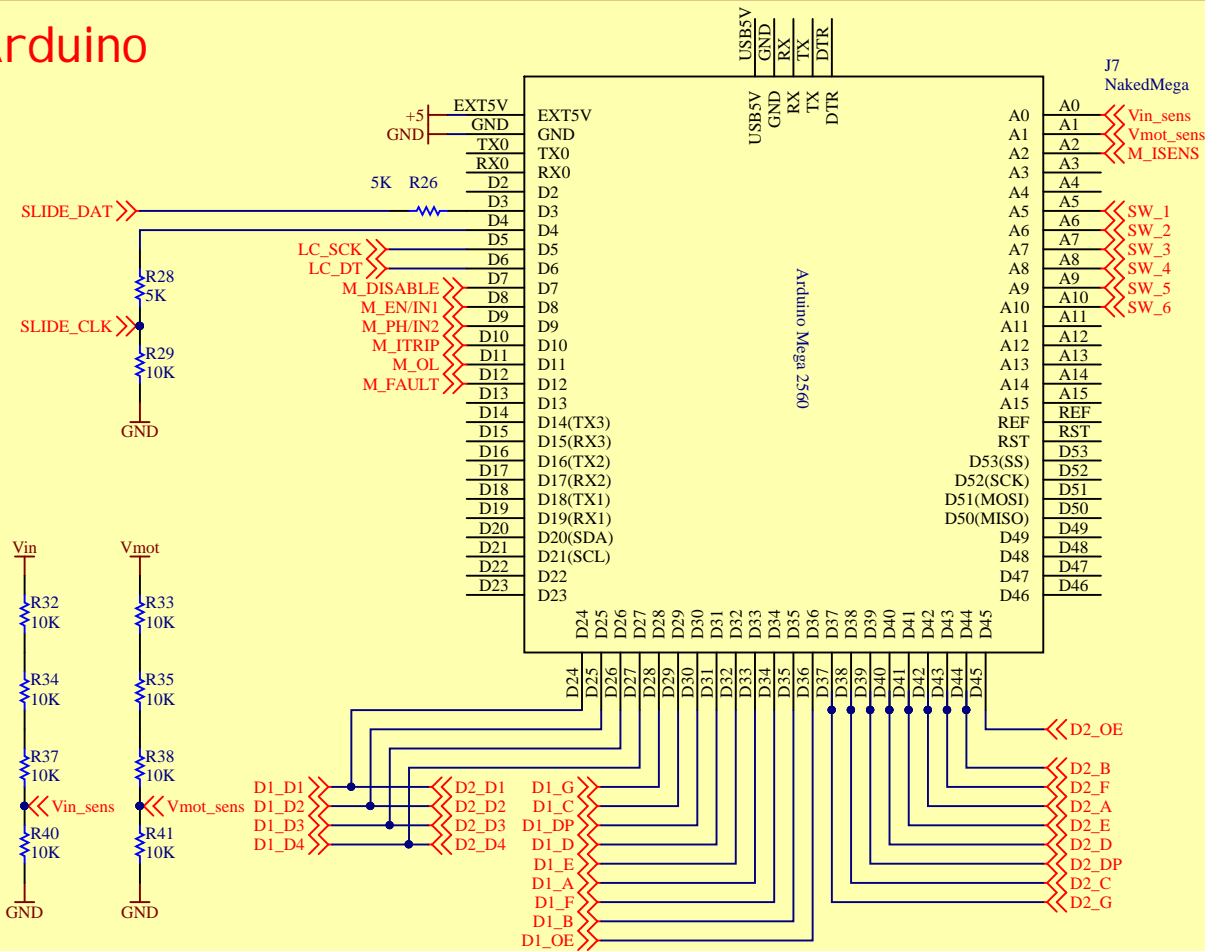 Arduino
USB5V
GND
RX
TX
DTR
J7
NakedMega
USB5V
GND
RX
TX
DTR
+5
EXT5V
EXT5V
A0
A0
Vin_sens
GND
GND
GND
A1
A1
Vmot_sens
TX0
TX0
A2
A2
M_ISENS
RX0
RX0
A3
A3
5K R26
D2
D2
A4
A4
SLIDE_DAT
D3
D3
A5
A5
SW_1
D4
D4
A6
A6
SW_2
LC_SCK
D5
D5
A7
A7
SW_3
LC_DT
D6
D6
A8
A8
SW_4
R28
5K
M_DISABLE
D7
D7
A9
A9
SW_5
M_EN/IN1
D8
D8
A10
A10
SW_6
SLIDE_CLK
M_PH/IN2
D9
D9
A11
A11
R29
10K
M_ITRIP
D10
D10
A12
A12
M_OL
D11
D11
A13
A13
M_FAULT
D12
D12
A14
A14
D13
D13
A15
A15
GND
D14
D14(TX3)
REF
REF
D15
D15(RX3)
RST
RST
D16
D16(TX2)
D53(SS)
D53
D17
D17(RX2)
D52(SCK)
D52
D18
D18(TX1)
D51(MOSI)
D51
D19
D19(RX1)
D50(MISO)
D50
D20
D20(SDA)
D49
D49
D21
D21(SCL)
D48
D48
D22
D22
D47
D47
D23
D23
D46
D46
Arduino Mega 2560
D24
D25
D26
D27
D28
D29
D30
D31
D32
D33
D34
D35
D36
D37
D38
D39
D40
D41
D42
D43
D44
D45
D24
D25
D26
D27
D28
D29
D30
D31
D32
D33
D34
D35
D36
D37
D38
D39
D40
D41
D42
D43
D44
D45
Vin
R32
10K
R34
10K
R37
10K
Vin_sens
R40
10K
GND
Vmot
R33
10K
R35
10K
R38
10K
Vmot_sens
R41
10K
GND
D1_D1
D1_D2
D1_D3
D1_D4
D2_D1
D2_D2
D2_D3
D2_D4
D1_G
D1_C
D1_DP
D1_D
D1_E
D1_A
D1_F
D1_B
D1_OE
D2_OE
D2_B
D2_F
D2_A
D2_E
D2_D
D2_DP
D2_C
D2_G